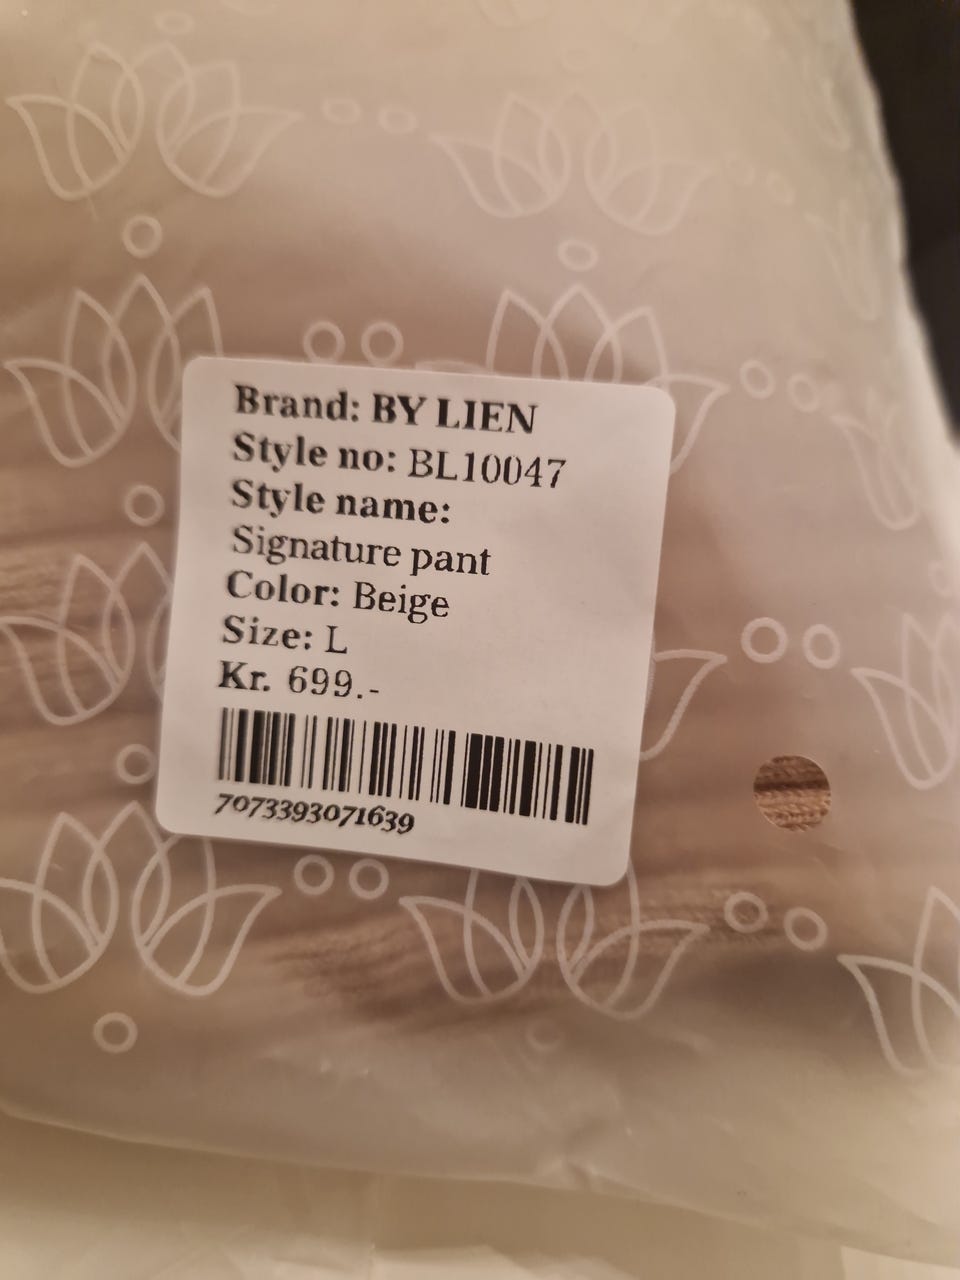 Brand: BY LIEN
Style no: BL10047
Style name:
Signature pant
Color: Beige
Size: L
Kr. 699.-
7073393071639